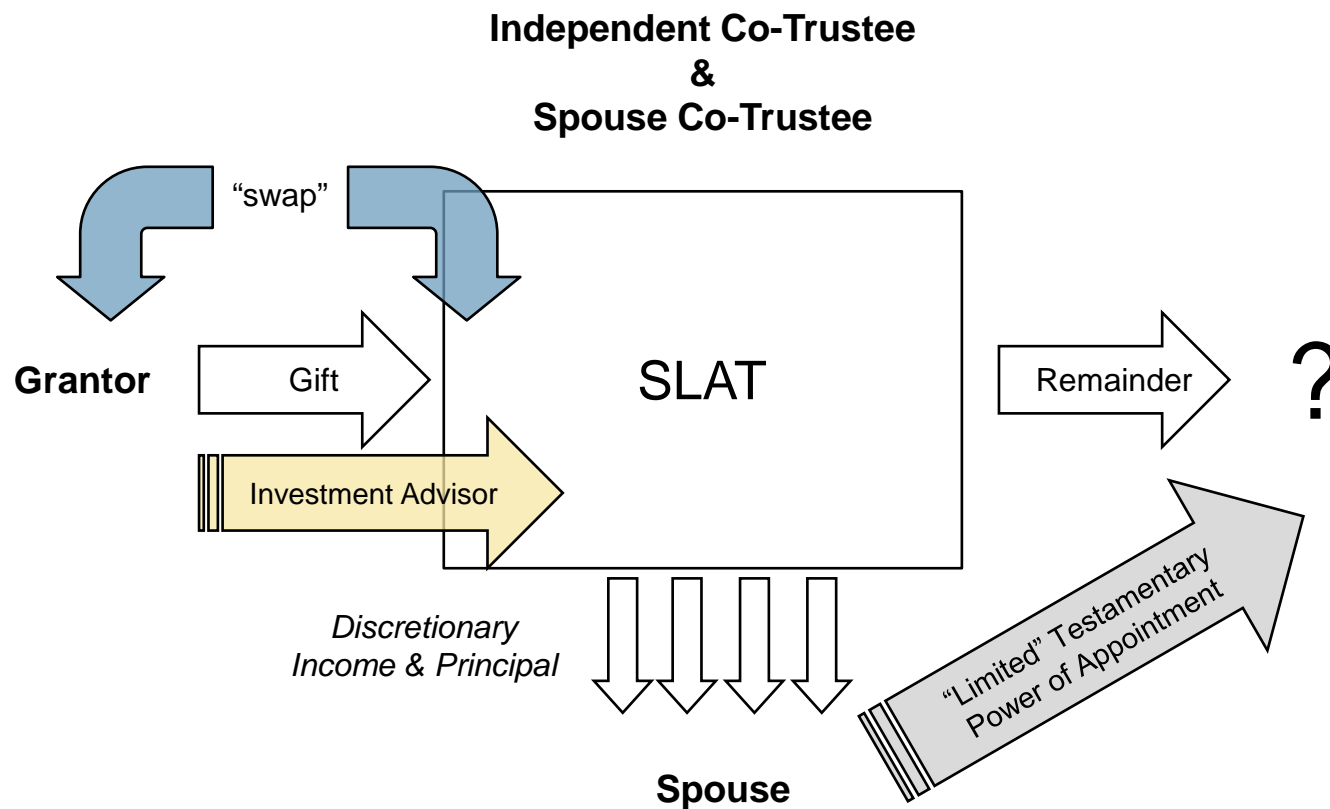 Independent Co-Trustee
&
Spouse Co-Trustee
“swap”
Grantor
Gift
SLAT
Remainder
?
Investment Advisor
Discretionary
Income & Principal
“Limited” Testamentary
Power of Appointment
Spouse